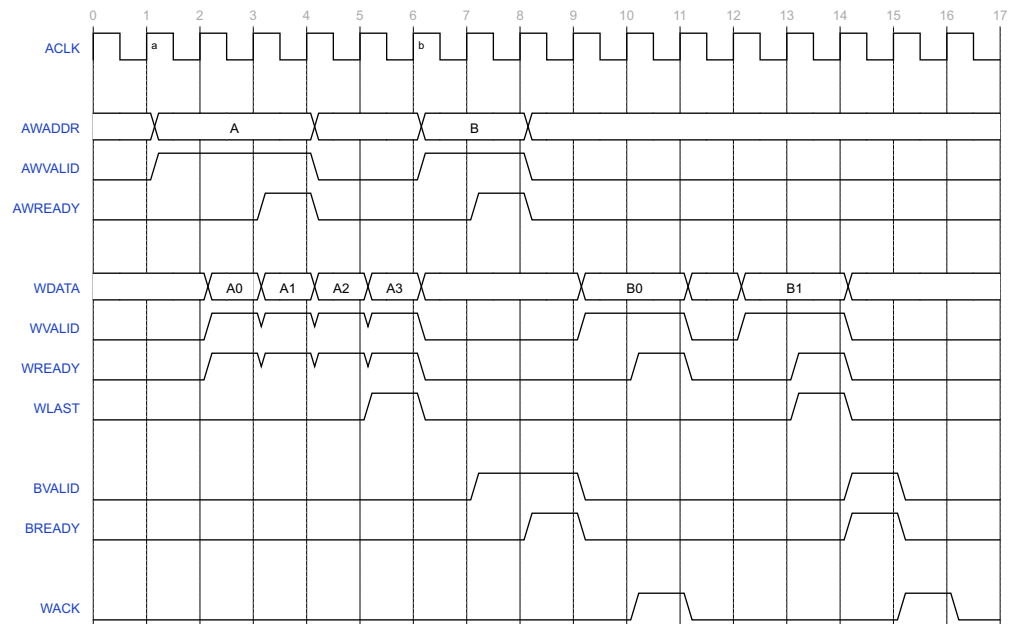 0 1 2 3 4 5 6 7 8 9 10 11 12 13 14 15 16 17
ACLK a b
AWADDR A B
AWVALID
AWREADY
WDATA A0 A1 A2 A3 B0 B1
WVALID
WREADY
WLAST
BVALID
BREADY
WACK